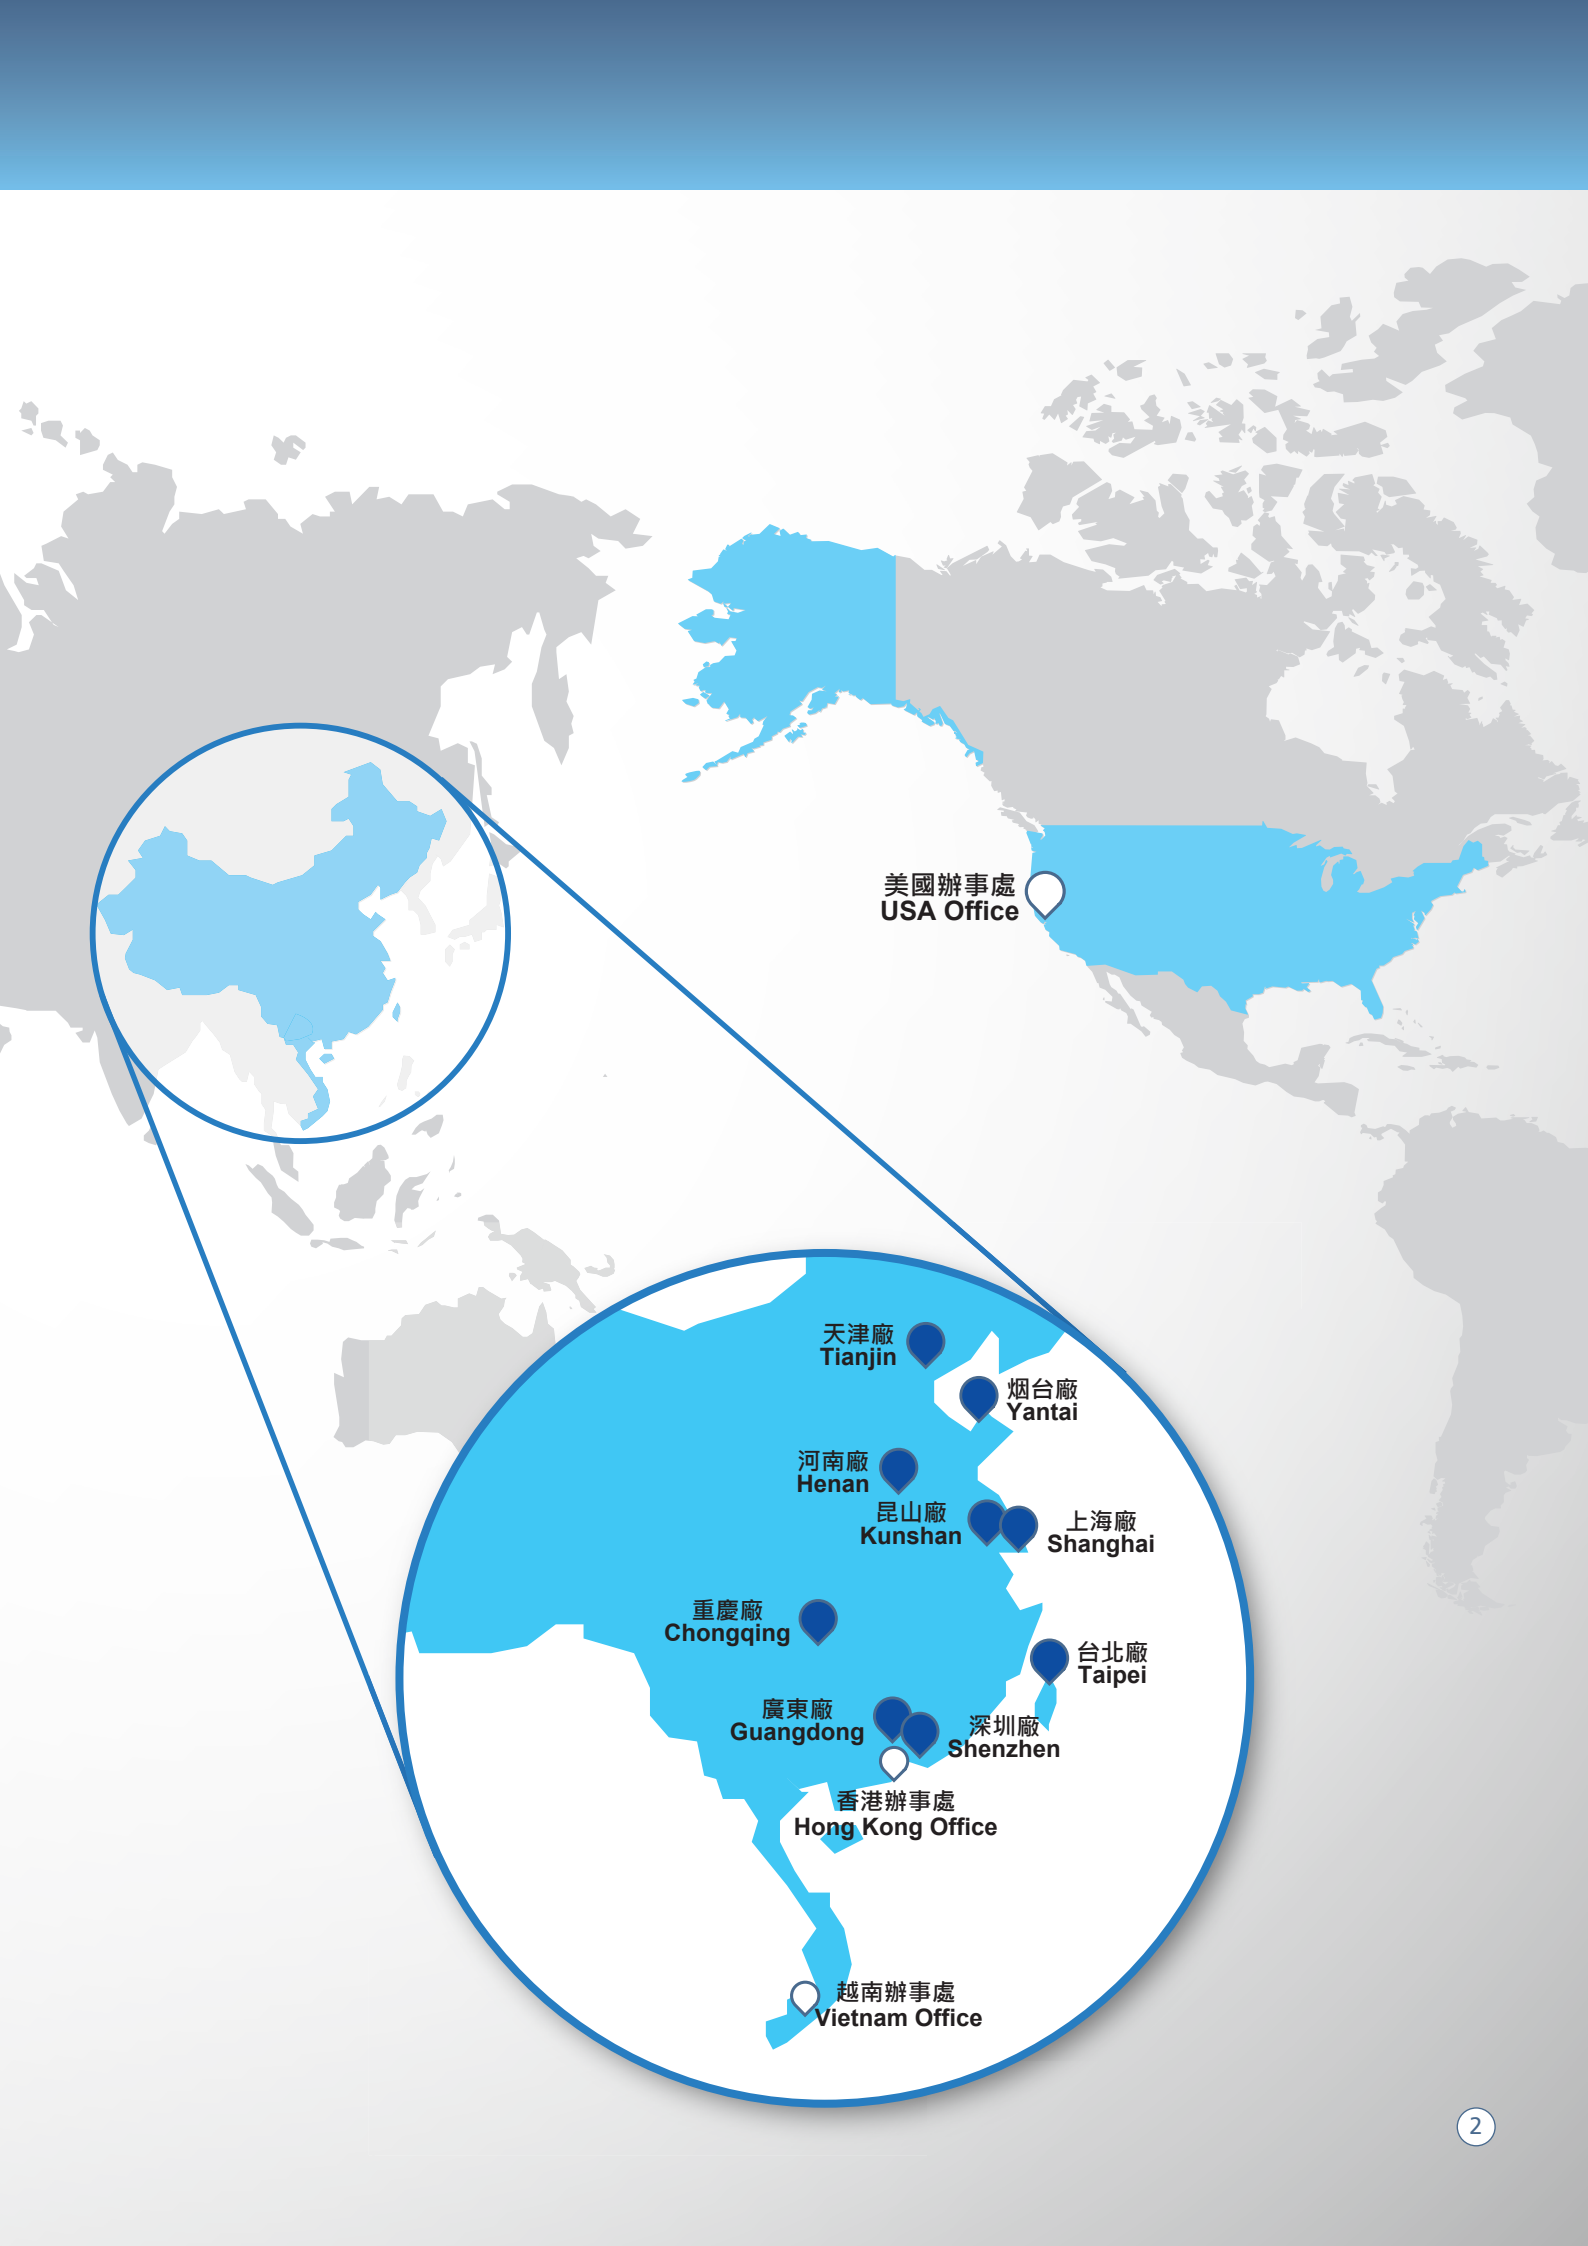 美國辦事處
USA Office
天津廠
Tianjin
烟台廠
Yantai
河南廠
Henan
昆山廠
Kunshan
上海廠
Shanghai
重慶廠
Chongqing
台北廠
Taipei
廣東廠
Guangdong
深圳廠
Shenzhen
香港辦事處
Hong Kong Office
越南辦事處
Vietnam Office
2